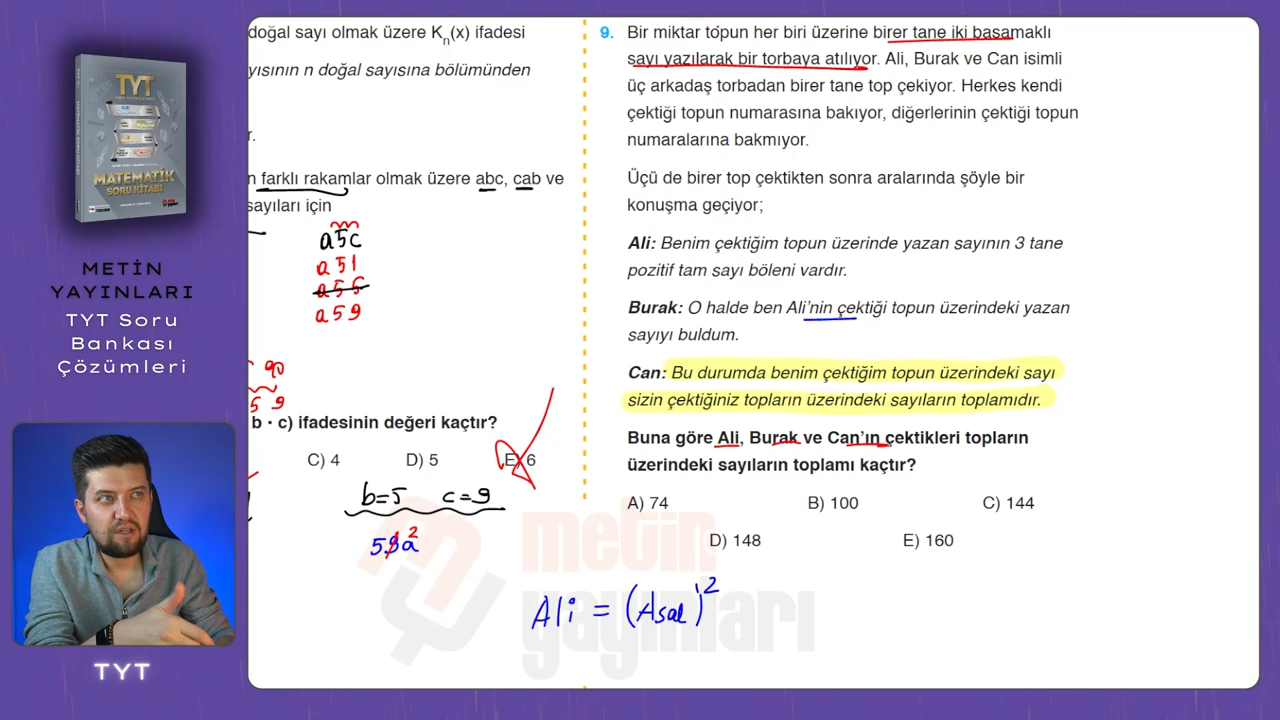 TYT
MATEMATİK
SORU KİTABI
METİN
YAYINLARI
TYT Soru
Bankası
Çözümleri
TYT
doğal sayı olmak üzere Kn(x) ifadesi
yısının n doğal sayısına bölümünden
r.
n farklı rakamlar olmak üzere abc, cab ve
sayıları için
a5c
a51
a55
a59
90
59
b · c) ifadesinin değeri kaçtır?
C) 4 D) 5 E) 6
b=5 c=9
59a2
9. Bir miktar topun her biri üzerine birer tane iki basamaklı
sayı yazılarak bir torbaya atılıyor. Ali, Burak ve Can isimli
üç arkadaş torbadan birer tane top çekiyor. Herkes kendi
çektiği topun numarasına bakıyor, diğerlerinin çektiği topun
numaralarına bakmıyor.
Üçü de birer top çektikten sonra aralarında şöyle bir
konuşma geçiyor;
Ali: Benim çektiğim topun üzerinde yazan sayının 3 tane
pozitif tam sayı böleni vardır.
Burak: O halde ben Ali'nin çektiği topun üzerindeki yazan
sayıyı buldum.
Can: Bu durumda benim çektiğim topun üzerindeki sayı
sizin çektiğiniz topların üzerindeki sayıların toplamıdır.
Buna göre Ali, Burak ve Can'ın çektikleri topların
üzerindeki sayıların toplamı kaçtır?
A) 74 B) 100 C) 144
D) 148 E) 160
metin
yayınları
Ali = (Asal)2